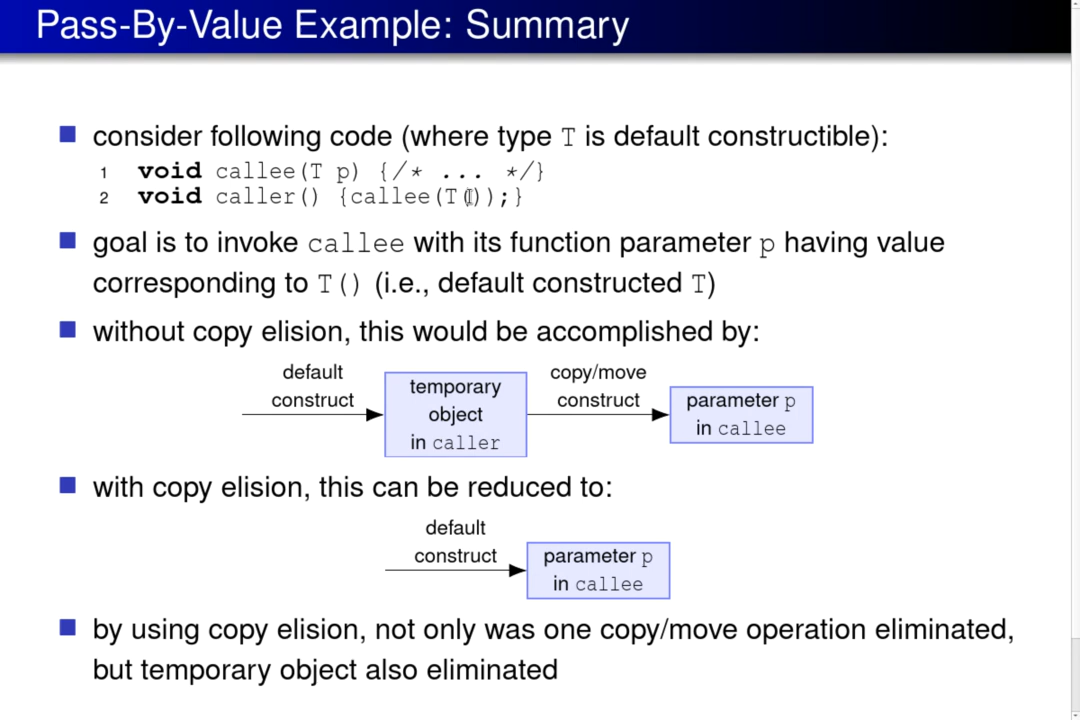 Pass-By-Value Example: Summary
consider following code (where type T is default constructible):
1 void callee(T p) {/* ... */}
2 void caller() {callee(T());}
goal is to invoke callee with its function parameter p having value
corresponding to T() (i.e., default constructed T)
without copy elision, this would be accomplished by:
default
construct
temporary
object
in caller
copy/move
construct
parameter p
in callee
with copy elision, this can be reduced to:
default
construct
parameter p
in callee
by using copy elision, not only was one copy/move operation eliminated,
but temporary object also eliminated